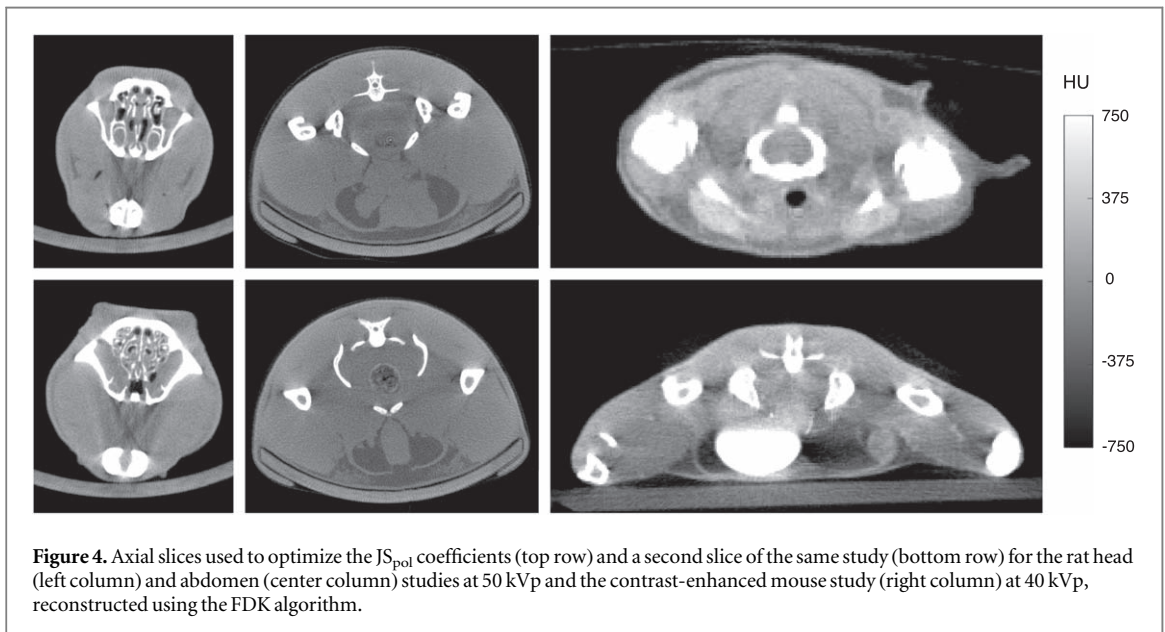 HU
750
375
0
-375
-750
Figure 4. Axial slices used to optimize the JSpol coefficients (top row) and a second slice of the same study (bottom row) for the rat head
(left column) and abdomen (center column) studies at 50 kVp and the contrast-enhanced mouse study (right column) at 40 kVp,
reconstructed using the FDK algorithm.